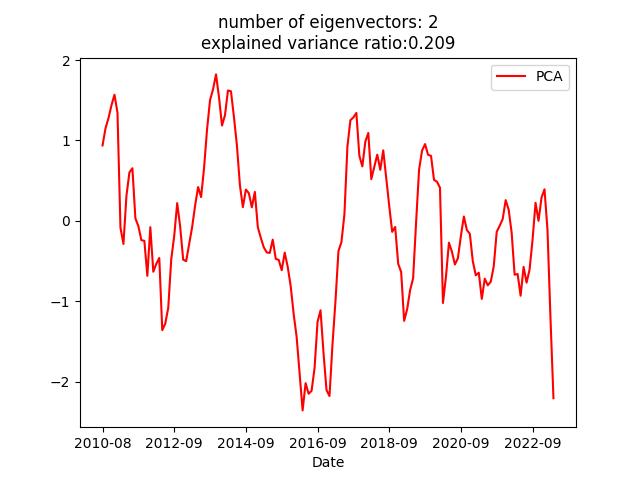 number of eigenvectors: 2
explained variance ratio:0.209
PCA
2
1
0
−1
−2
2010-08 2012-09 2014-09 2016-09 2018-09 2020-09 2022-09
Date